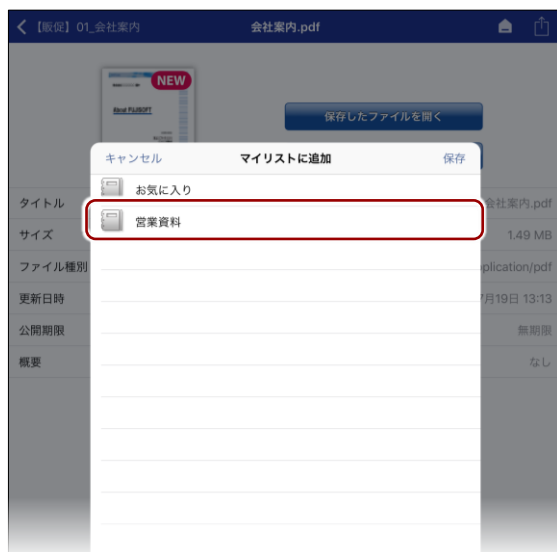 【販促】01_会社案内 会社案内.pdf
NEW
About FUJISOFT
保存したファイルを開く
キャンセル マイリストに追加 保存
お気に入り
営業資料
タイトル 会社案内.pdf
サイズ 1.49 MB
ファイル種別 plication/pdf
更新日時 7月19日 13:13
公開期限 無期限
概要 なし